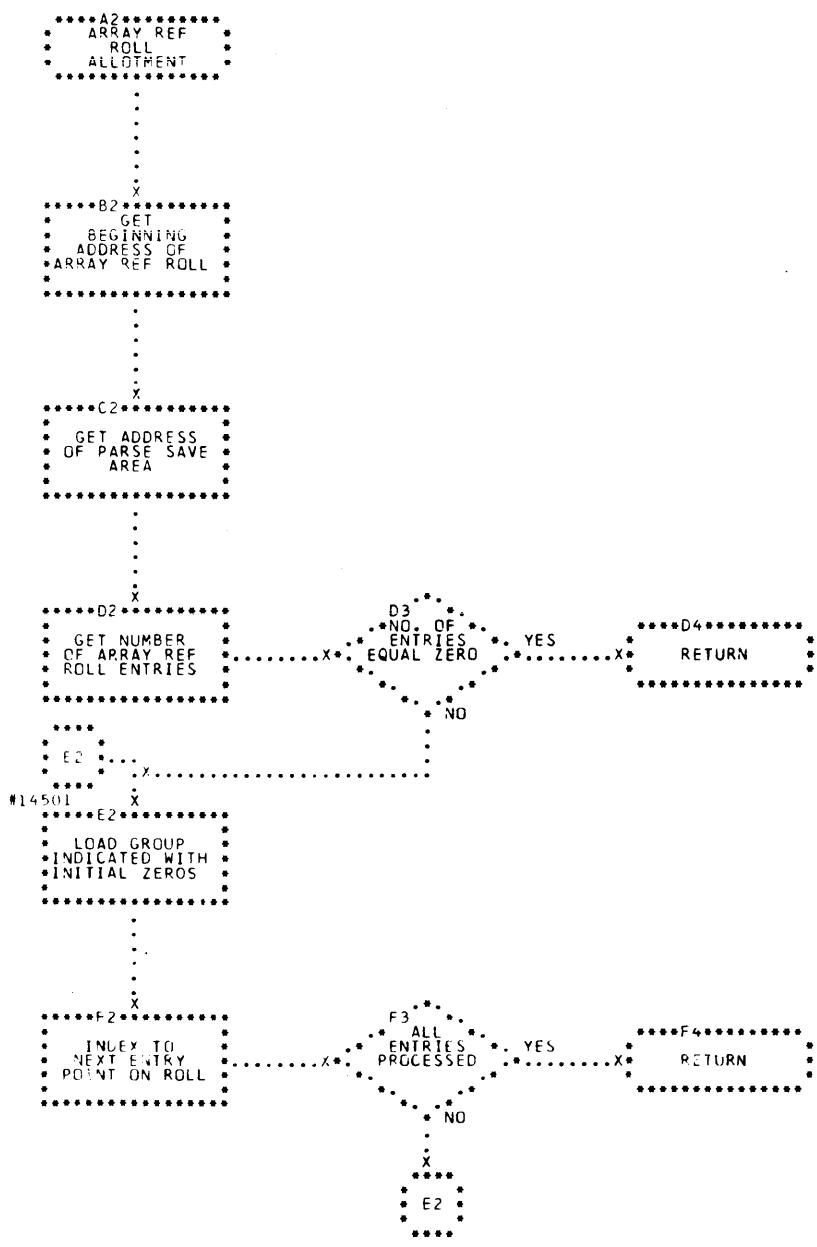 A2
ARRAY REF
ROLL
ALLOTMENT
X
B2
GET
BEGINNING
ADDRESS OF
ARRAY REF ROLL
X
C2
GET ADDRESS
OF PARSE SAVE
AREA
X
D2
GET NUMBER
OF ARRAY REF
ROLL ENTRIES
X
D3
NO. OF
ENTRIES
EQUAL ZERO
YES
X
D4
RETURN
NO
E2
X
#14501
X
E2
LOAD GROUP
INDICATED WITH
INITIAL ZEROS
X
F2
INDEX TO
NEXT ENTRY
POINT ON ROLL
X
F3
ALL
ENTRIES
PROCESSED
YES
X
F4
RETURN
NO
X
E2